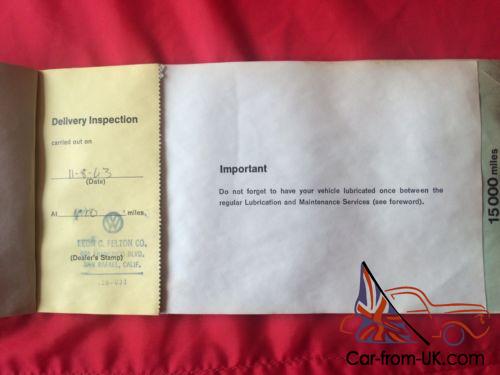 Delivery Inspection
carried out on
11-8-63
(Date)
At miles
LEON C. FELTON CO.
FRANCISCO BLVD.
SAN RAFAEL, CALIF.
(Dealer's Stamp)
Important
Do not forget to have your vehicle lubricated once between the
regular Lubrication and Maintenance Services (see foreword).
15000 miles
Car-from-UK.com